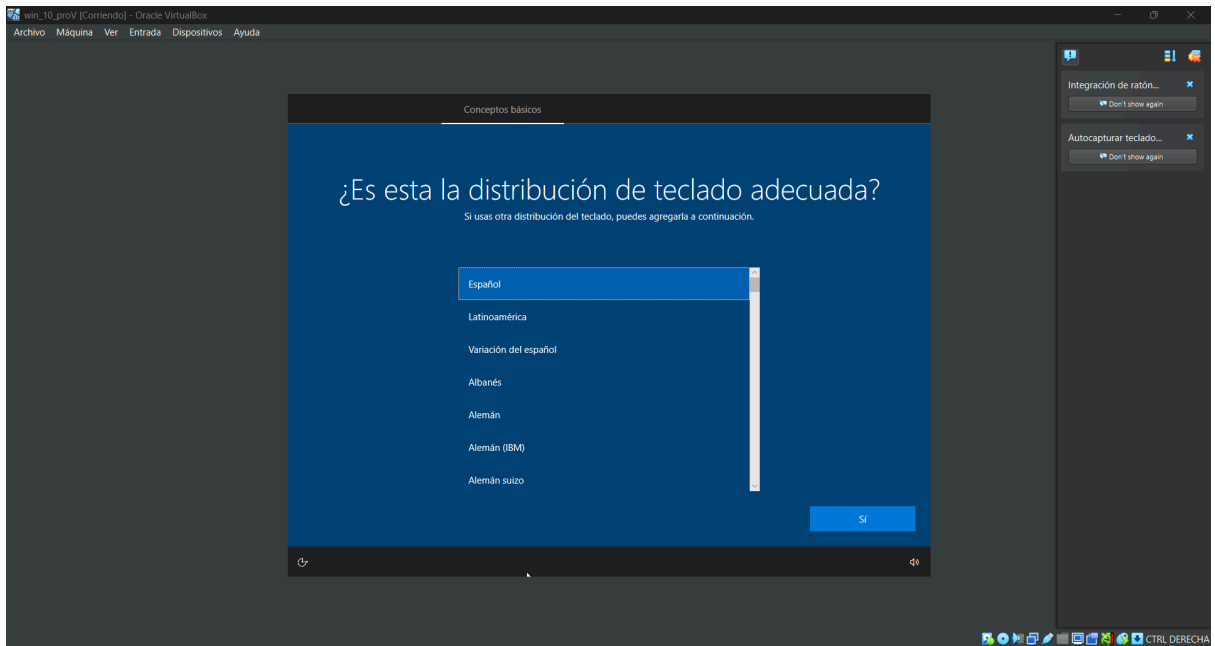 win_10_proV [Corriendo] - Oracle VirtualBox
Archivo Máquina Ver Entrada Dispositivos Ayuda
Conceptos básicos
¿Es esta la distribución de teclado adecuada?
Si usas otra distribución del teclado, puedes agregarla a continuación.
Español
Latinoamérica
Variación del español
Albanés
Alemán
Alemán (IBM)
Alemán suizo
Sí
Integración de ratón...
Don't show again
Autocapturar teclado...
Don't show again
CTRL DERECHA